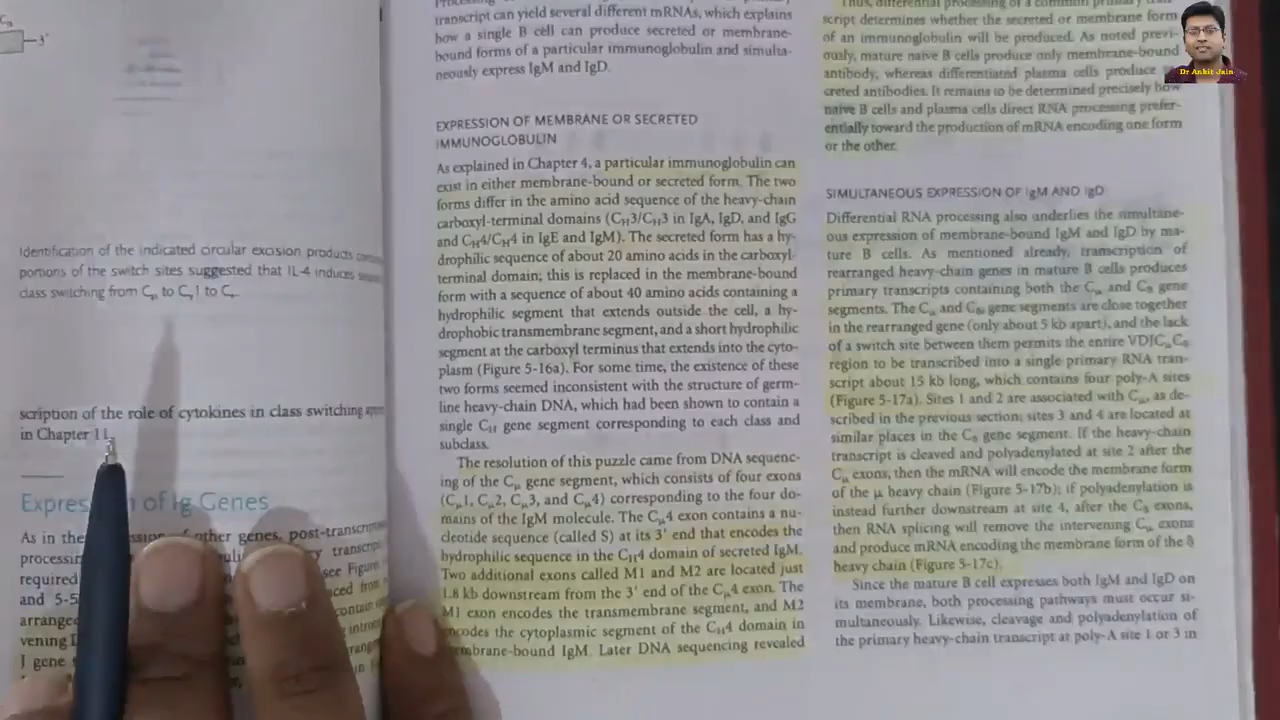 Cn
3'
Identification of the indicated circular excision products
portions of the switch sites suggested that IL-4 induces
class switching from Cμ to Cγ1 to Cε.
scription of the role of cytokines in class switching
in Chapter 11.
Expres of Ig Genes
As in the other genes, post-transcrip
processin transcrip
required see Figure
and 5-5
arrange contain
vening D
J gene
transcript can yield several different mRNAs, which explains
how a single B cell can produce secreted or membrane-
bound forms of a particular immunoglobulin and simulta-
neously express IgM and IgD.
EXPRESSION OF MEMBRANE OR SECRETED
IMMUNOGLOBULIN
As explained in Chapter 4, a particular immunoglobulin can
exist in either membrane-bound or secreted form. The two
forms differ in the amino acid sequence of the heavy-chain
carboxyl-terminal domains (CH3/CH3 in IgA, IgD, and IgG
and CH4/CH4 in IgE and IgM). The secreted form has a hy-
drophilic sequence of about 20 amino acids in the carboxyl-
terminal domain; this is replaced in the membrane-bound
form with a sequence of about 40 amino acids containing a
hydrophilic segment that extends outside the cell, a hy-
drophobic transmembrane segment, and a short hydrophilic
segment at the carboxyl terminus that extends into the cyto-
plasm (Figure 5-16a). For some time, the existence of these
two forms seemed inconsistent with the structure of germ-
line heavy-chain DNA, which had been shown to contain a
single CH gene segment corresponding to each class and
subclass.
The resolution of this puzzle came from DNA sequenc-
ing of the Cμ gene segment, which consists of four exons
(Cμ1, Cμ2, Cμ3, and Cμ4) corresponding to the four do-
mains of the IgM molecule. The Cμ4 exon contains a nu-
cleotide sequence (called S) at its 3' end that encodes the
hydrophilic sequence in the CH4 domain of secreted IgM.
Two additional exons called M1 and M2 are located just
1.8 kb downstream from the 3' end of the Cμ4 exon. The
M1 exon encodes the transmembrane segment, and M2
encodes the cytoplasmic segment of the CH4 domain in
membrane-bound IgM. Later DNA sequencing revealed
Thus, differential processing of a common primary
script determines whether the secreted or membrane form
of an immunoglobulin will be produced. As noted previ-
ously, mature naive B cells produce only membrane-bound
antibody, whereas differentiated plasma cells produce
creted antibodies. It remains to be determined precisely how
naive B cells and plasma cells direct RNA processing prefer-
entially toward the production of mRNA encoding one form
or the other.
SIMULTANEOUS EXPRESSION OF IgM AND IgD
Differential RNA processing also underlies the simultane-
ous expression of membrane-bound IgM and IgD by ma-
ture B cells. As mentioned already, transcription of
rearranged heavy-chain genes in mature B cells produces
primary transcripts containing both the Cμ and Cδ gene
segments. The Cμ and Cδ gene segments are close together
in the rearranged gene (only about 5 kb apart), and the lack
of a switch site between them permits the entire VDJCμCδ
region to be transcribed into a single primary RNA tran-
script about 15 kb long, which contains four poly-A sites
(Figure 5-17a). Sites 1 and 2 are associated with Cμ, as de-
scribed in the previous section; sites 3 and 4 are located at
similar places in the Cδ gene segment. If the heavy-chain
transcript is cleaved and polyadenylated at site 2 after the
Cμ exons, then the mRNA will encode the membrane form
of the μ heavy chain (Figure 5-17b); if polyadenylation is
instead further downstream at site 4, after the Cδ exons,
then RNA splicing will remove the intervening Cμ exons
and produce mRNA encoding the membrane form of the δ
heavy chain (Figure 5-17c).
Since the mature B cell expresses both IgM and IgD on
its membrane, both processing pathways must occur si-
multaneously. Likewise, cleavage and polyadenylation of
the primary heavy-chain transcript at poly-A site 1 or 3 in
Dr Ankit Jain